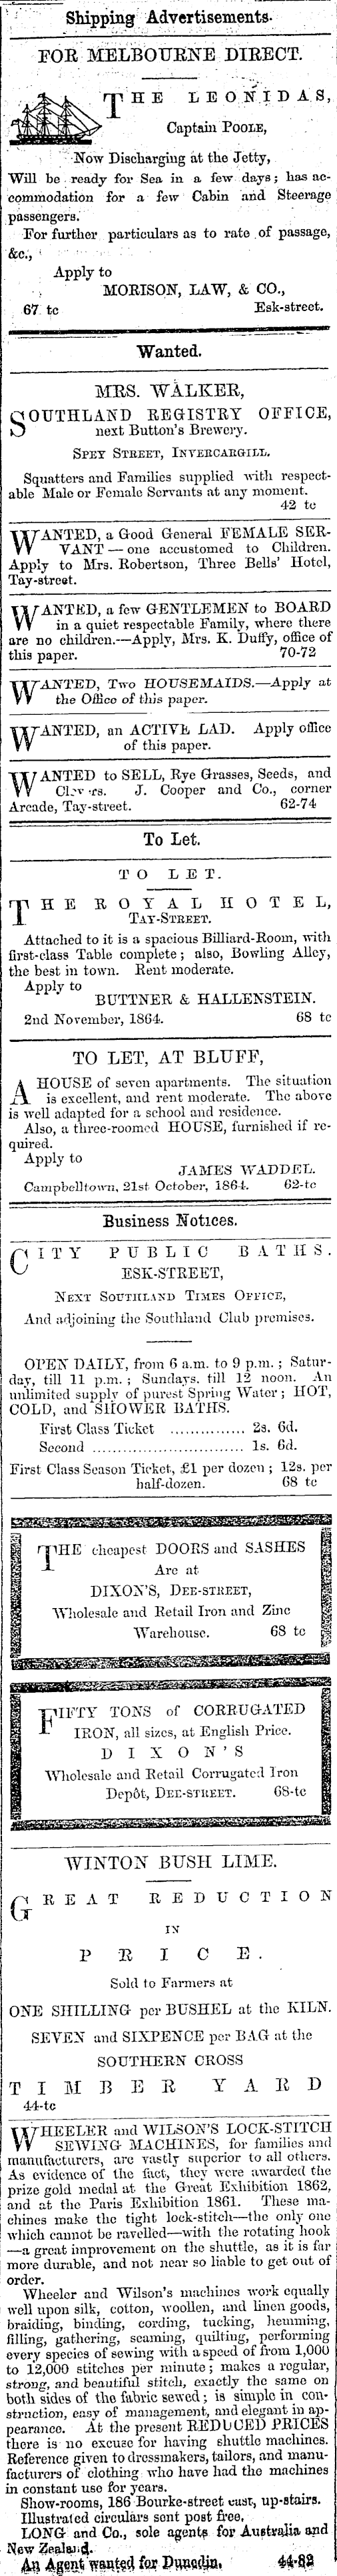 Shipping Advertisements.
FOR MELBOURNE DIRECT.
THE LEONIDAS,
Captain POOLE,
Now Discharging at the Jetty,
Will be ready for Sea in a few days; has ac-
commodation for a few Cabin and Steerage
passengers.
For further particulars as to rate of passage,
&c.,
Apply to
MORISON, LAW, & CO.,
67 tc Esk-street.
Wanted.
MRS. WALKER,
SOUTHLAND REGISTRY OFFICE,
next Button's Brewery.
SPEY STREET, INVERCARGILL.
Squatters and Families supplied with respect-
able Male or Female Servants at any moment.
42 tc
WANTED, a Good General FEMALE SER-
VANT — one accustomed to Children.
Apply to Mrs. Robertson, Three Bells' Hotel,
Tay-street.
WANTED, a few GENTLEMEN to BOARD
in a quiet respectable Family, where there
are no children.—Apply, Mrs. K. Duffy, office of
this paper. 70-72
WANTED, Two HOUSEMAIDS.—Apply at
the Office of this paper.
WANTED, an ACTIVE LAD. Apply office
of this paper.
WANTED to SELL, Rye Grasses, Seeds, and
Clovers. J. Cooper and Co., corner
Arcade, Tay-street. 62-74
To Let.
TO LET.
THE ROYAL HOTEL,
TAY-STREET.
Attached to it is a spacious Billiard-Room, with
first-class Table complete; also, Bowling Alley,
the best in town. Rent moderate.
Apply to
BUTTNER & HALLENSTEIN.
2nd November, 1864. 68 tc
TO LET, AT BLUFF,
A HOUSE of seven apartments. The situation
is excellent, and rent moderate. The above
is well adapted for a school and residence.
Also, a three-roomed HOUSE, furnished if re-
quired.
Apply to
JAMES WADDEL.
Campbelltown, 21st October, 1864. 62-tc
Business Notices.
CITY PUBLIC BATHS.
ESK-STREET,
NEXT SOUTHLAND TIMES OFFICE,
And adjoining the Southland Club premises.
OPEN DAILY, from 6 a.m. to 9 p.m.; Satur-
day, till 11 p.m.; Sundays. till 12 noon. An
unlimited supply of purest Spring Water; HOT,
COLD, and SHOWER BATHS.
First Class Ticket ............... 2s. 6d.
Second .............................. 1s. 6d.
First Class Season Ticket, £1 per dozen; 12s. per
half-dozen. 68 tc
THE cheapest DOORS and SASHES
Are at
DIXON'S, DEE-STREET,
Wholesale and Retail Iron and Zinc
Warehouse. 68 tc
FIFTY TONS of CORRUGATED
IRON, all sizes, at English Price.
DIXON'S
Wholesale and Retail Corrugated Iron
Depôt, DEE-STREET. 68-tc
WINTON BUSH LIME.
GREAT REDUCTION
IN
PRICE.
Sold to Farmers at
ONE SHILLING per BUSHEL at the KILN.
SEVEN and SIXPENCE per BAG at the
SOUTHERN CROSS
TIMBER YARD
44-tc
WHEELER and WILSON'S LOCK-STITCH
SEWING MACHINES, for families and
manufacturers, are vastly superior to all others.
As evidence of the fact, they were awarded the
prize gold medal at the Great Exhibition 1862,
and at the Paris Exhibition 1861. These ma-
chines make the tight lock-stitch—the only one
which cannot be ravelled—with the rotating hook
—a great improvement on the shuttle, as it is far
more durable, and not near so liable to get out of
order.
Wheeler and Wilson's machines work equally
well upon silk, cotton, woollen, and linen goods,
braiding, binding, cording, tucking, hemming,
filling, gathering, seaming, quilting, performing
every species of sewing with a speed of from 1,000
to 12,000 stitches per minute; makes a regular,
strong, and beautiful stitch, exactly the same on
both sides of the fabric sewed; is simple in con-
struction, easy of management, and elegant in ap-
pearance. At the present REDUCED PRICES
there is no excuse for having shuttle machines.
Reference given to dressmakers, tailors, and manu-
facturers of clothing who have had the machines
in constant use for years.
Show-rooms, 186 Bourke-street east, up-stairs.
Illustrated circulars sent post free.
LONG and Co., sole agents for Australia and
New Zealand.
An Agent wanted for Dunedin. 44-82